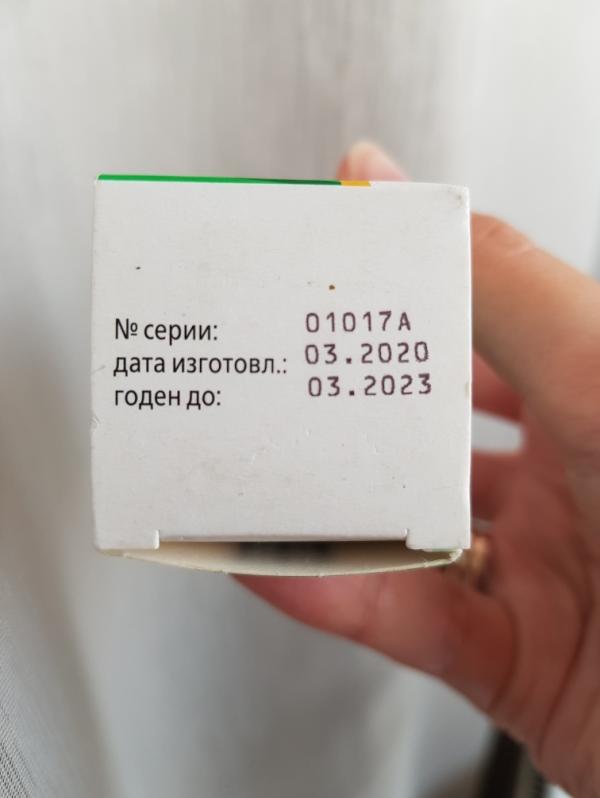 № серии: 01017A
дата изготовл.: 03.2020
годен до: 03.2023